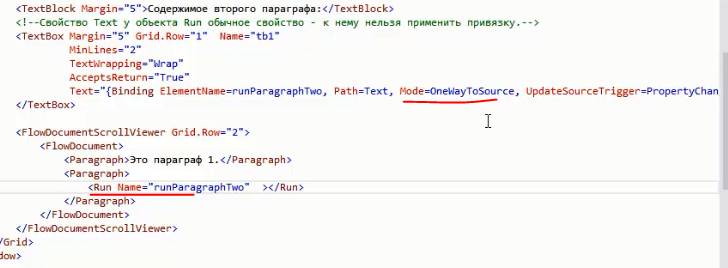 <TextBlock Margin="5">Содержимое второго параграфа:</TextBlock>
<!--Свойство Text у объекта Run обычное свойство - к нему нельзя применить привязку.-->
<TextBox Margin="5" Grid.Row="1" Name="tb1"
MinLines="2"
TextWrapping="Wrap"
AcceptsReturn="True"
Text="{Binding ElementName=runParagraphTwo, Path=Text, Mode=OneWayToSource, UpdateSourceTrigger=PropertyChan
</TextBox>
<FlowDocumentScrollViewer Grid.Row="2">
<FlowDocument>
<Paragraph>Это параграф 1.</Paragraph>
<Paragraph>
<Run Name="runParagraphTwo" ></Run>
</Paragraph>
</FlowDocument>
</FlowDocumentScrollViewer>
/Grid>
dow>